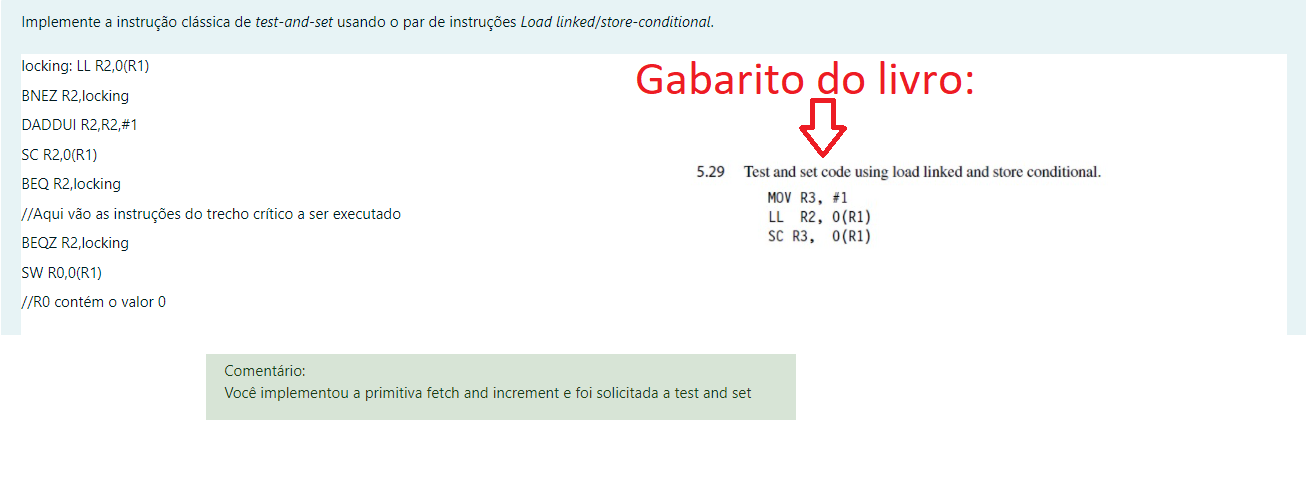 Implemente a instrução clássica de test-and-set usando o par de instruções Load linked/store-conditional.
locking: LL R2,0(R1)
BNEZ R2,locking
DADDUI R2,R2,#1
SC R2,0(R1)
BEQ R2,locking
//Aqui vão as instruções do trecho crítico a ser executado
BEQZ R2,locking
SW R0,0(R1)
//R0 contém o valor 0
Gabarito do livro:
5.29 Test and set code using load linked and store conditional.
MOV R3, #1
LL R2, 0(R1)
SC R3, 0(R1)
Comentário:
Você implementou a primitiva fetch and increment e foi solicitada a test and set